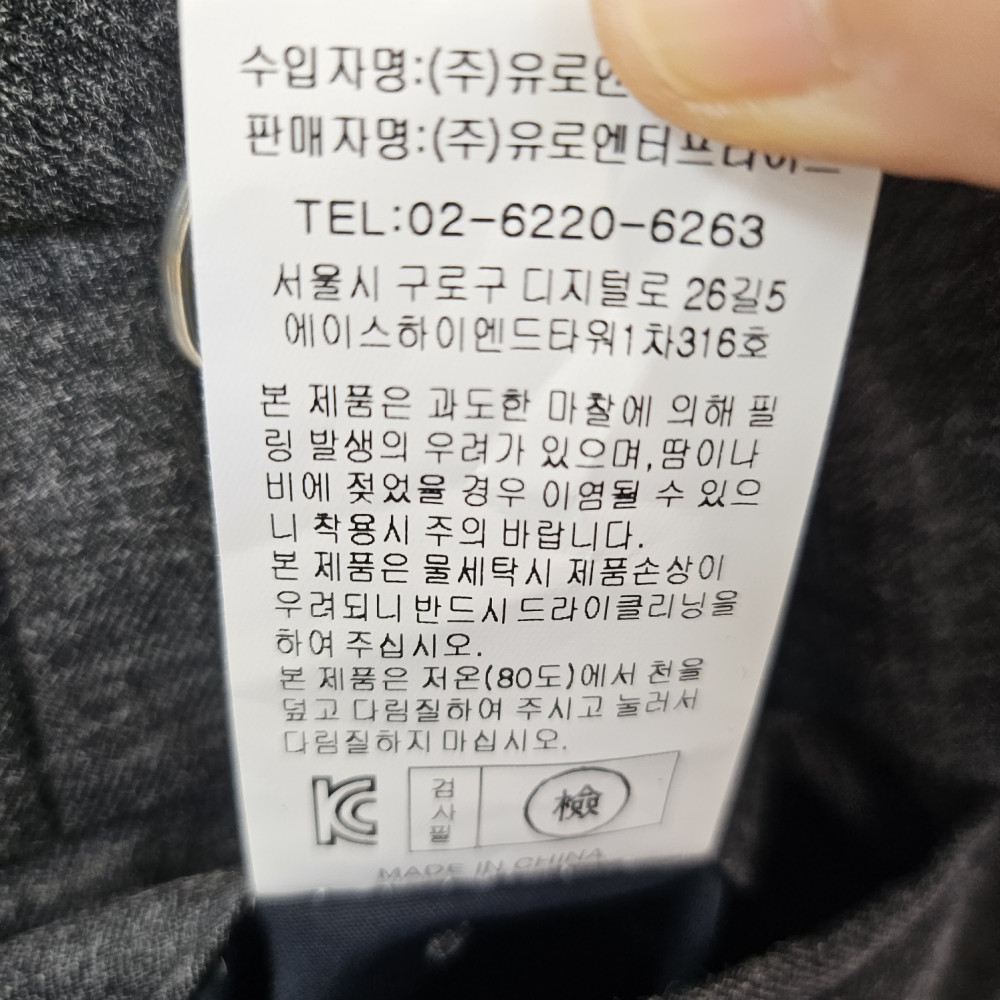 수입자명:(주)유로엔
판매자명:(주)유로엔터프라이즈
TEL:02-6220-6263
서울시 구로구 디지털로 26길5
에이스하이엔드타워1차316호
본 제품은 과도한 마찰에 의해 필
링 발생의 우려가 있으며,땀이나
비에 젖었을 경우 이염될 수 있으
니 착용시 주의 바랍니다.
본 제품은 물세탁시 제품손상이
우려되니 반드시드라이클리닝을
하여 주십시오.
본 제품은 저온(80도)에서 천을
덮고 다림질하여 주시고 눌러서
다림질하지 마십시오.
KC
검사필 檢
MADE IN CHINA